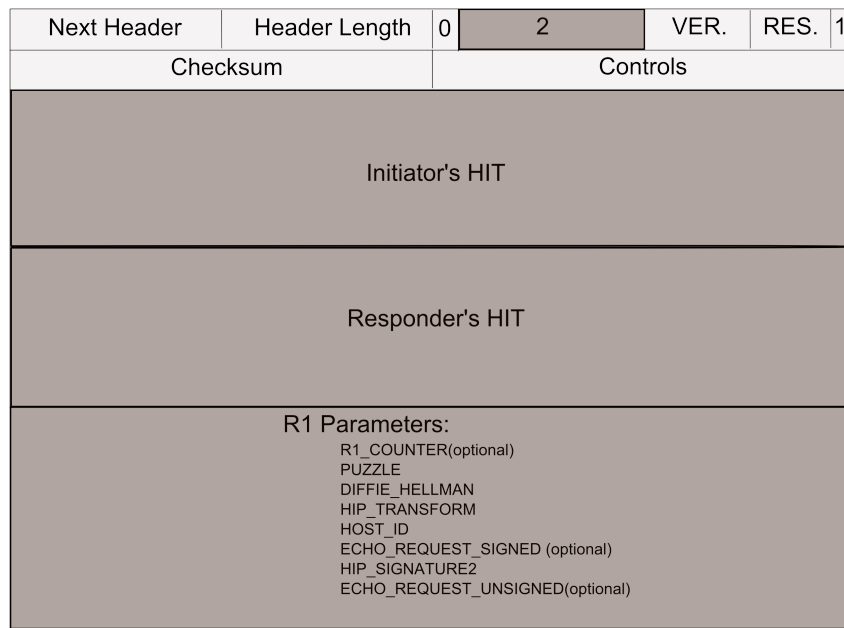 Next Header Header Length 0 2 VER. RES. 1
Checksum Controls
Initiator's HIT
Responder's HIT
R1 Parameters:
R1_COUNTER(optional)
PUZZLE
DIFFIE_HELLMAN
HIP_TRANSFORM
HOST_ID
ECHO_REQUEST_SIGNED (optional)
HIP_SIGNATURE2
ECHO_REQUEST_UNSIGNED(optional)